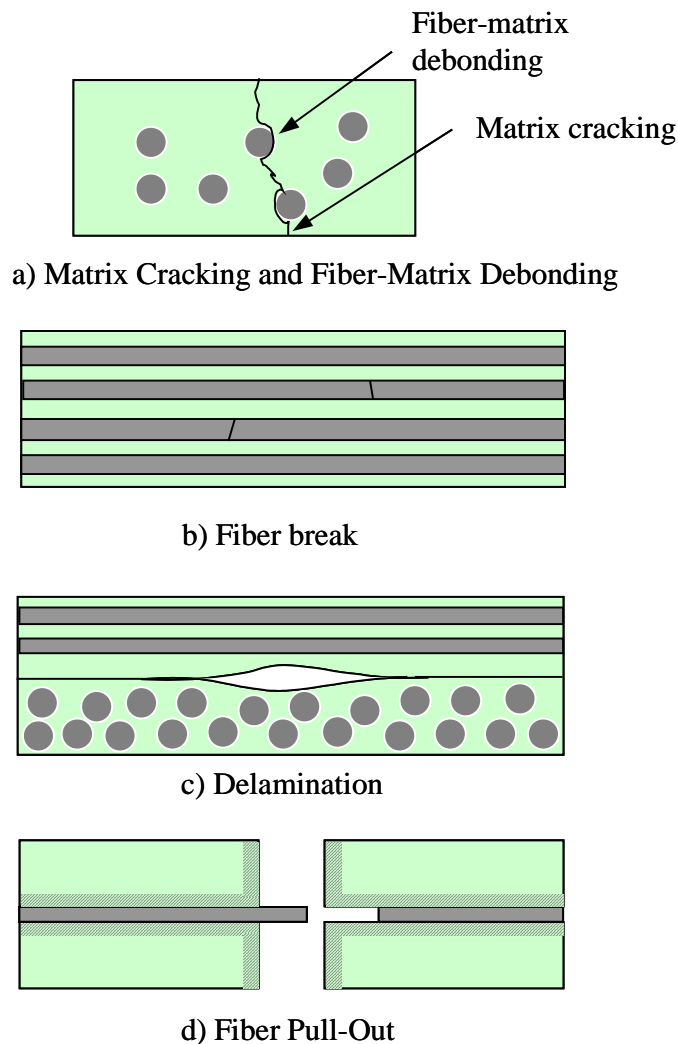 Fiber-matrix
debonding
Matrix cracking
a) Matrix Cracking and Fiber-Matrix Debonding
b) Fiber break
c) Delamination
d) Fiber Pull-Out